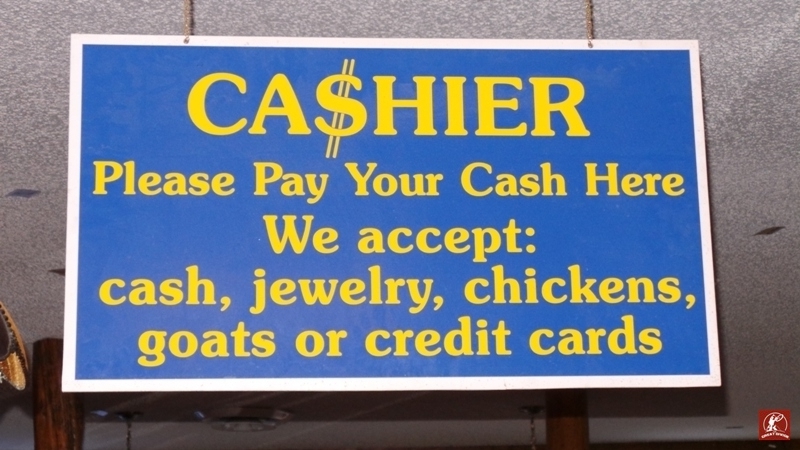 CA$HIER
Please Pay Your Cash Here
We accept:
cash, jewelry, chickens,
goats or credit cards